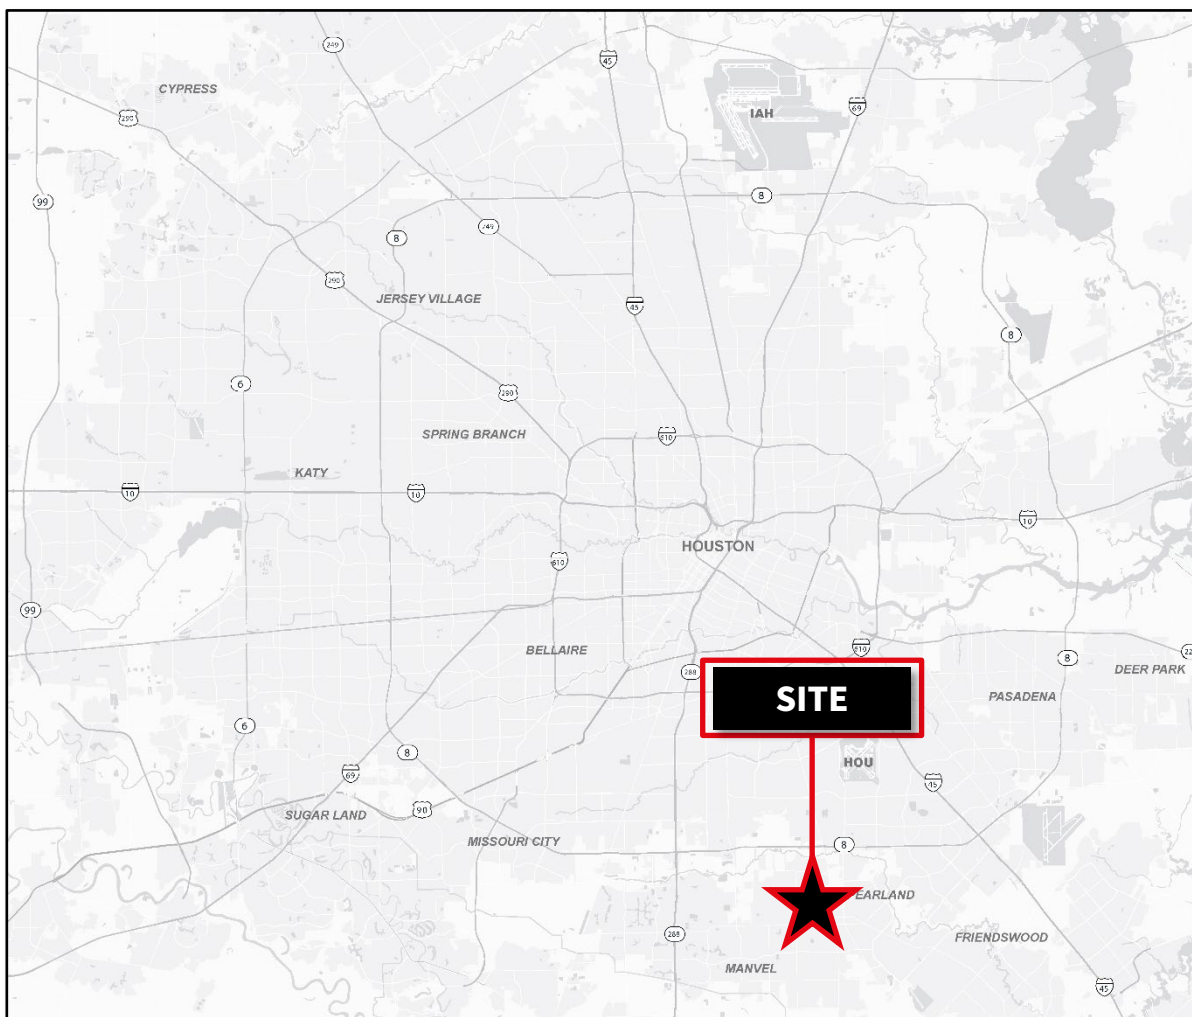 249
45
CYPRESS
69
290
IAH
8
99
249
8
290
JERSEY VILLAGE
45
8
6
290
SPRING BRANCH
610
KATY
10
10
10
HOUSTON
610
99
BELLAIRE
610
8
22
288
DEER PARK
SITE
PASADENA
6
8
HOU
69
45
90
SUGAR LAND
MISSOURI CITY
8
EARLAND
288
FRIENDSWOOD
MANVEL
45